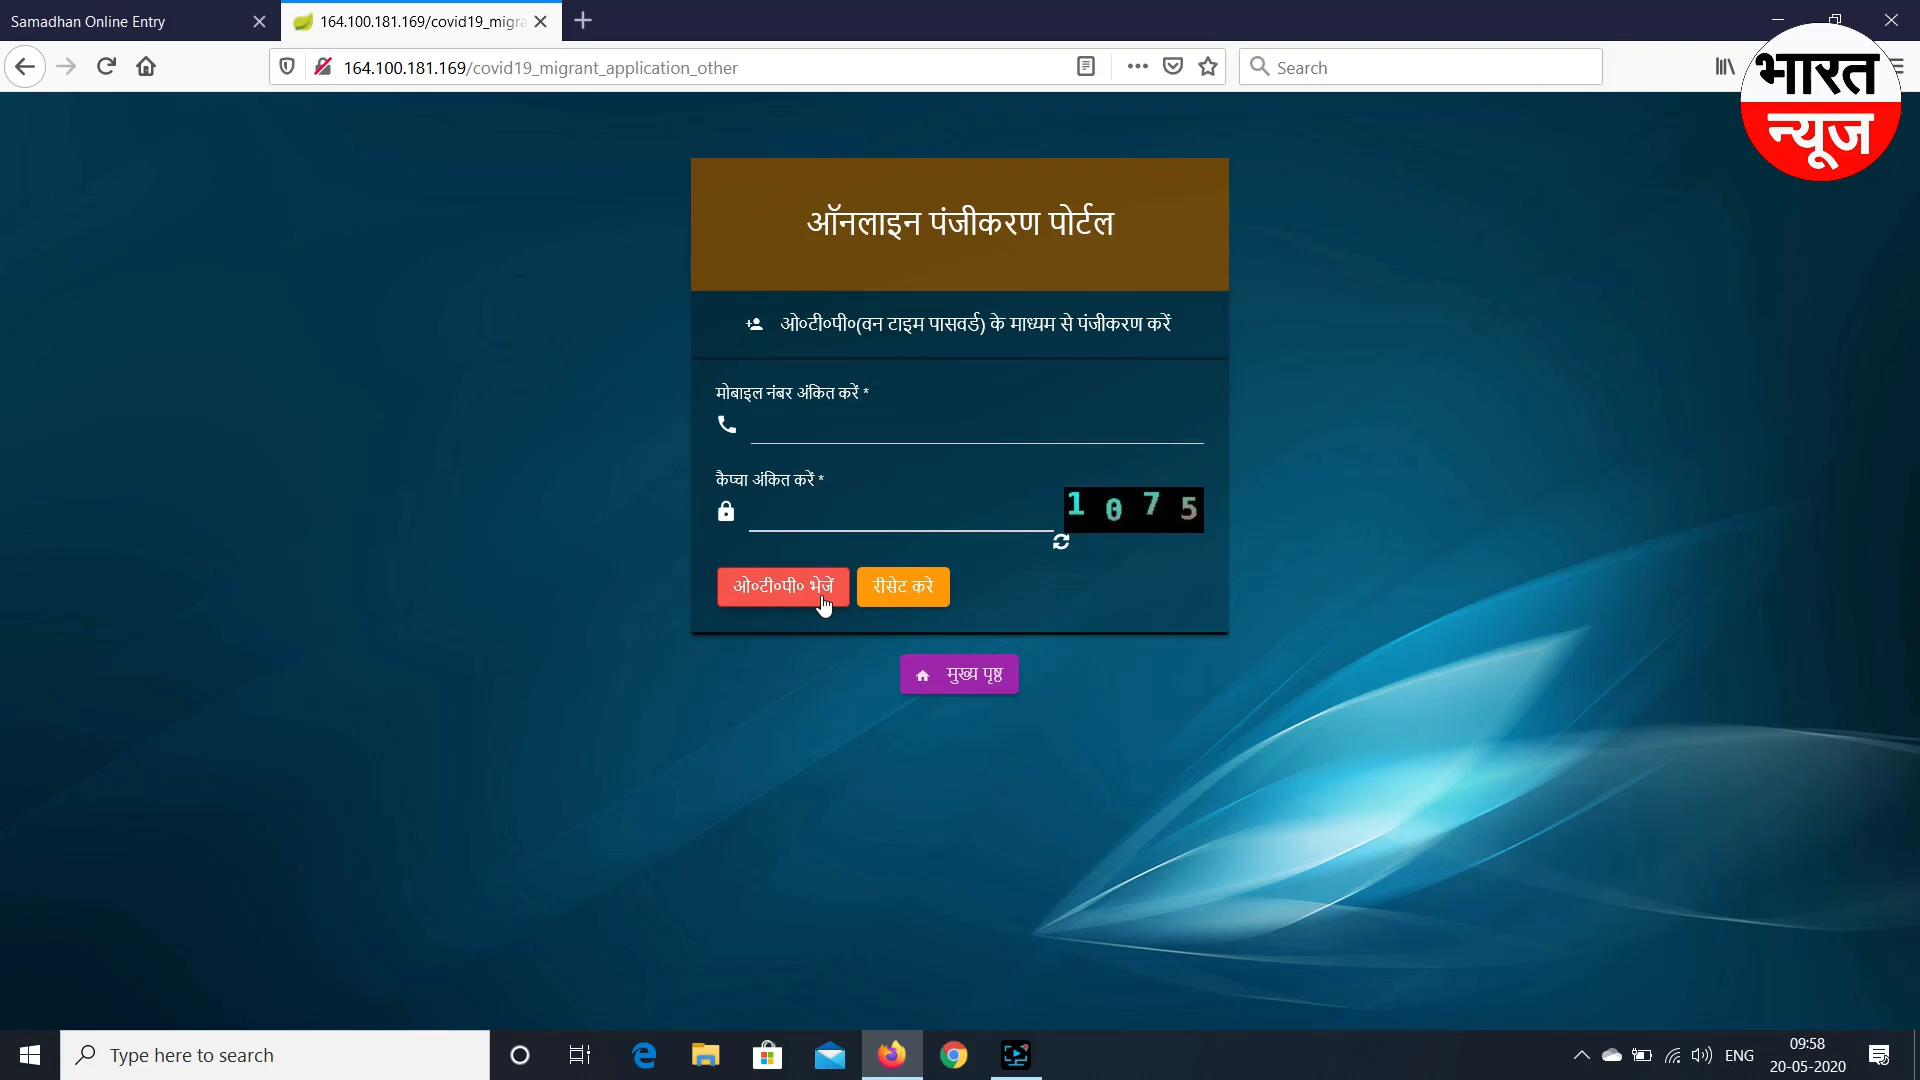 Samadhan Online Entry
164.100.181.169/covid19_migra
164.100.181.169/covid19_migrant_application_other
Search
भारत
न्यूज
ऑनलाइन पंजीकरण पोर्टल
ओ०टी०पी०(वन टाइम पासवर्ड) के माध्यम से पंजीकरण करें
मोबाइल नंबर अंकित करें *
कैप्चा अंकित करें *
1 0 7 5
ओ०टी०पी० भेजें
रीसेट करे
मुख्य पृष्ठ
Type here to search
ENG
09:58
20-05-2020